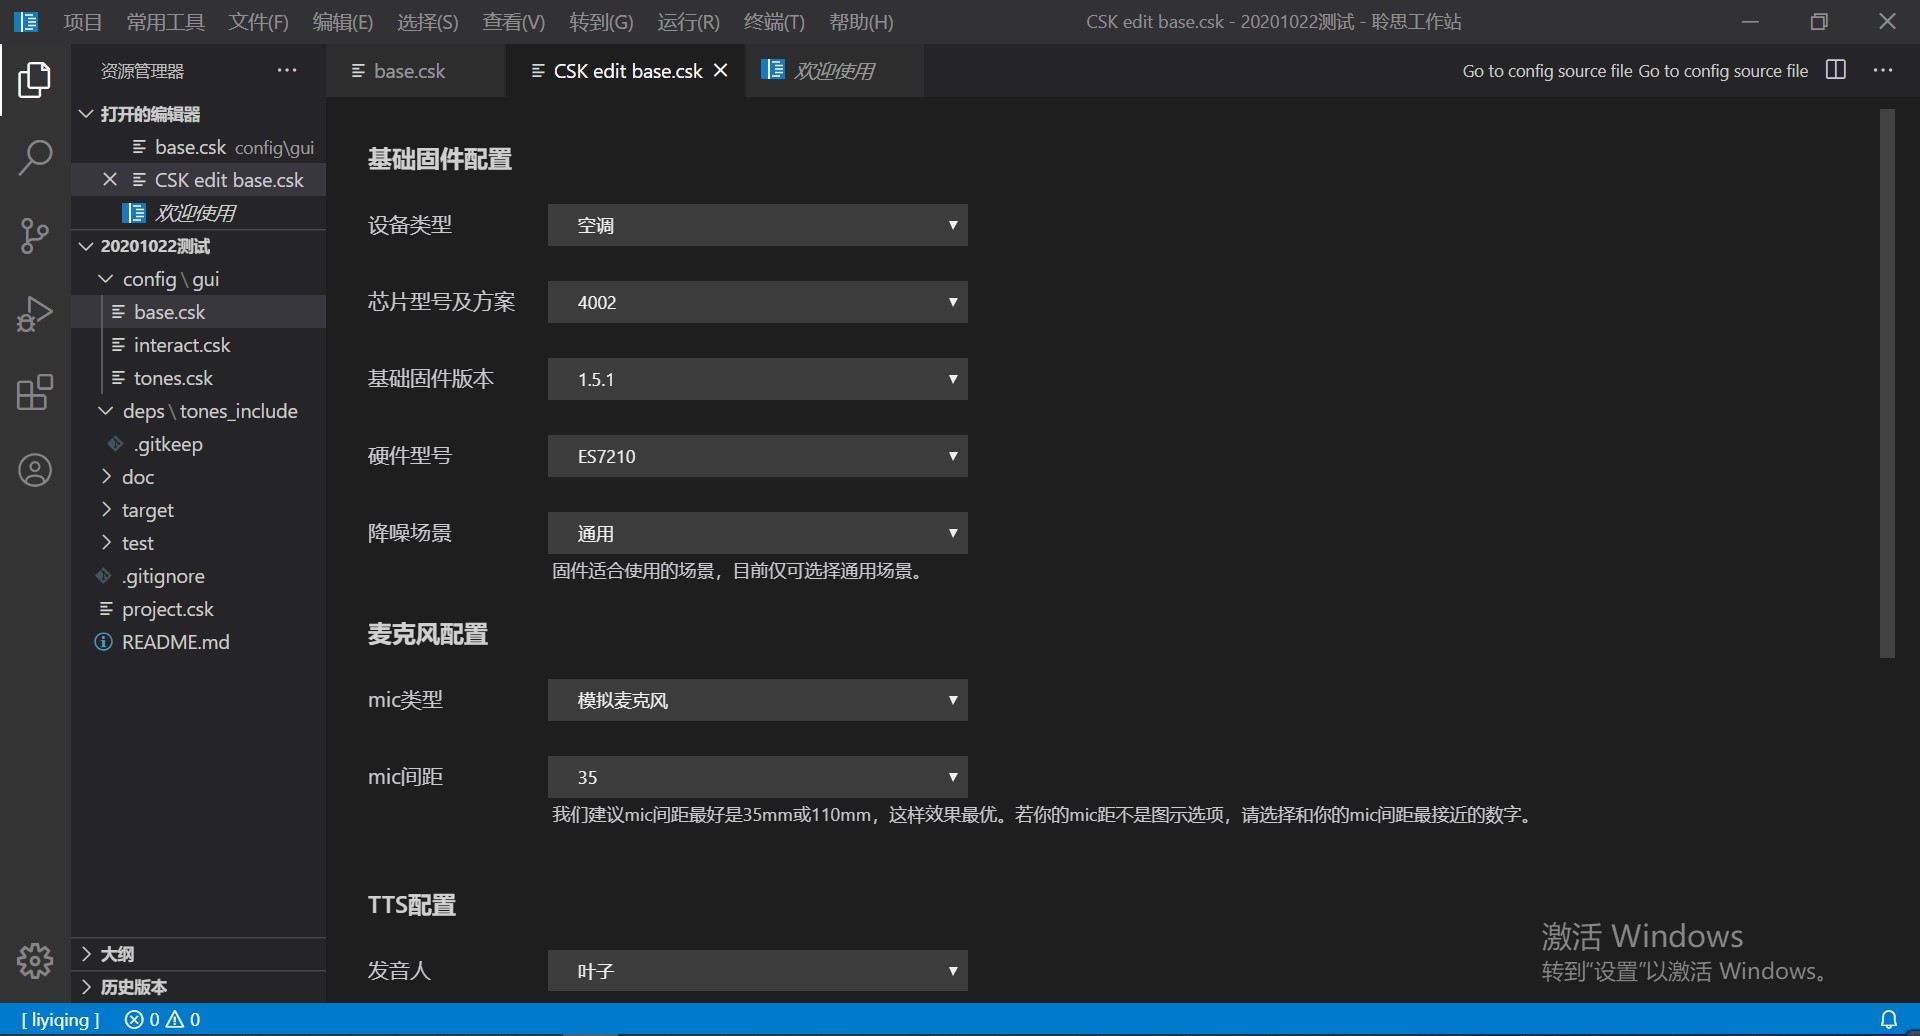 项目 常用工具 文件(F) 编辑(E) 选择(S) 查看(V) 转到(G) 运行(R) 终端(T) 帮助(H) CSK edit base.csk - 20201022测试 - 聆思工作站
资源管理器
打开的编辑器
base.csk config\gui
CSK edit base.csk
欢迎使用
20201022测试
config\gui
base.csk
interact.csk
tones.csk
deps\tones_include
.gitkeep
doc
target
test
.gitignore
project.csk
README.md
大纲
历史版本
base.csk CSK edit base.csk 欢迎使用 Go to config source file Go to config source file
基础固件配置
设备类型 空调
芯片型号及方案 4002
基础固件版本 1.5.1
硬件型号 ES7210
降噪场景 通用
固件适合使用的场景，目前仅可选择通用场景。
麦克风配置
mic类型 模拟麦克风
mic间距 35
我们建议mic间距最好是35mm或110mm，这样效果最优。若你的mic距不是图示选项，请选择和你的mic间距最接近的数字。
TTS配置
发音人 叶子
激活 Windows
转到"设置"以激活 Windows。
[ liyiqing ] 0 0